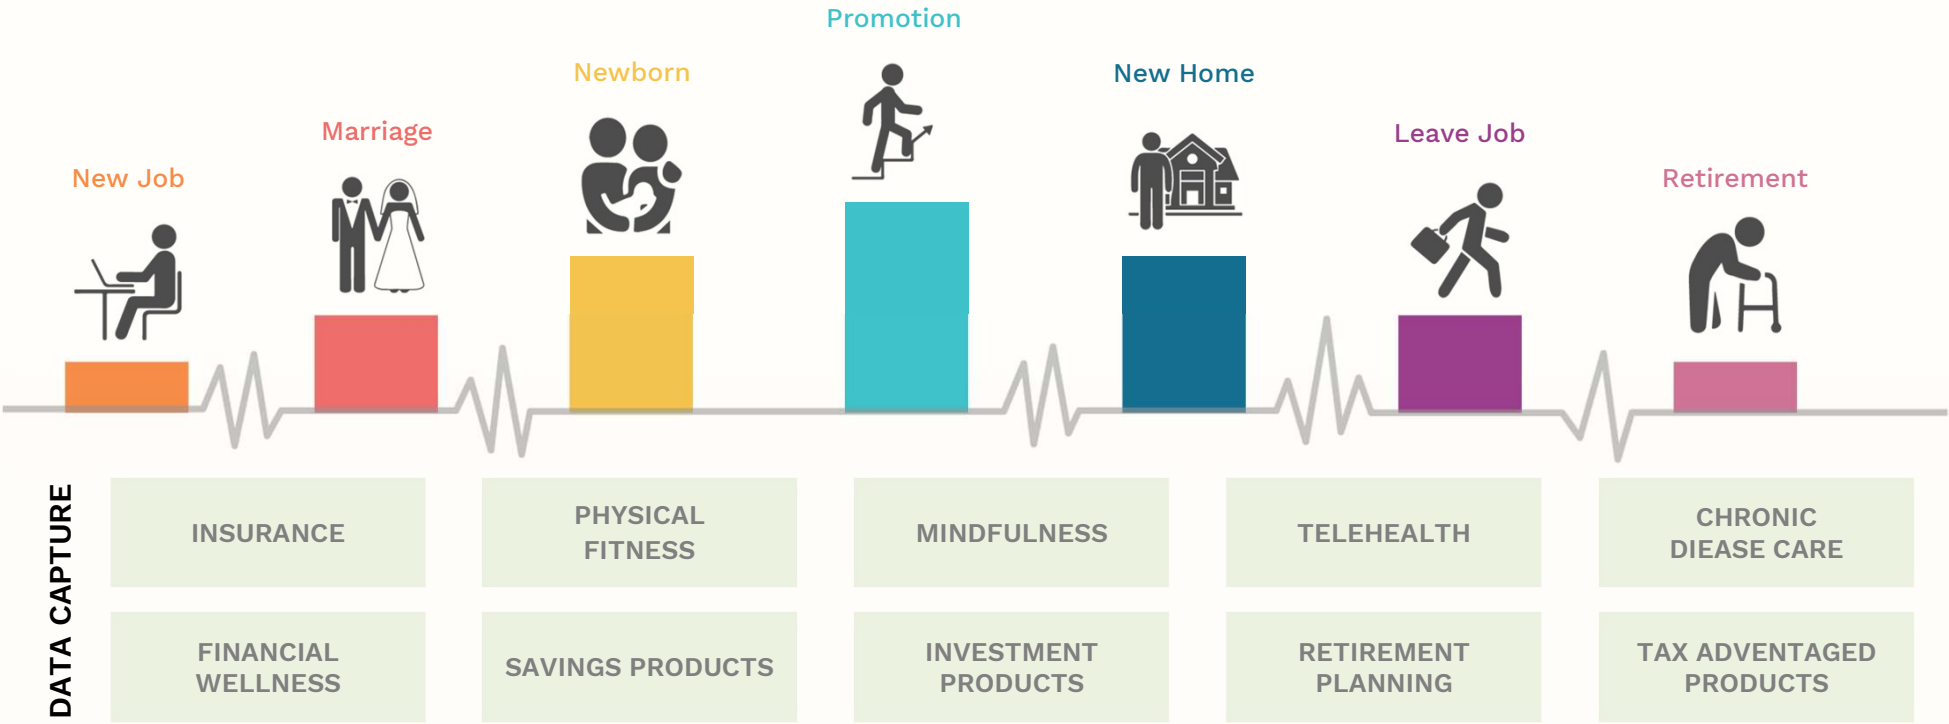 Promotion
Newborn
New Home
Marriage
Leave Job
New Job
Retirement
DATA CAPTURE
INSURANCE
PHYSICAL
FITNESS
MINDFULNESS
TELEHEALTH
CHRONIC
DIEASE CARE
FINANCIAL
WELLNESS
SAVINGS PRODUCTS
INVESTMENT
PRODUCTS
RETIREMENT
PLANNING
TAX ADVENTAGED
PRODUCTS